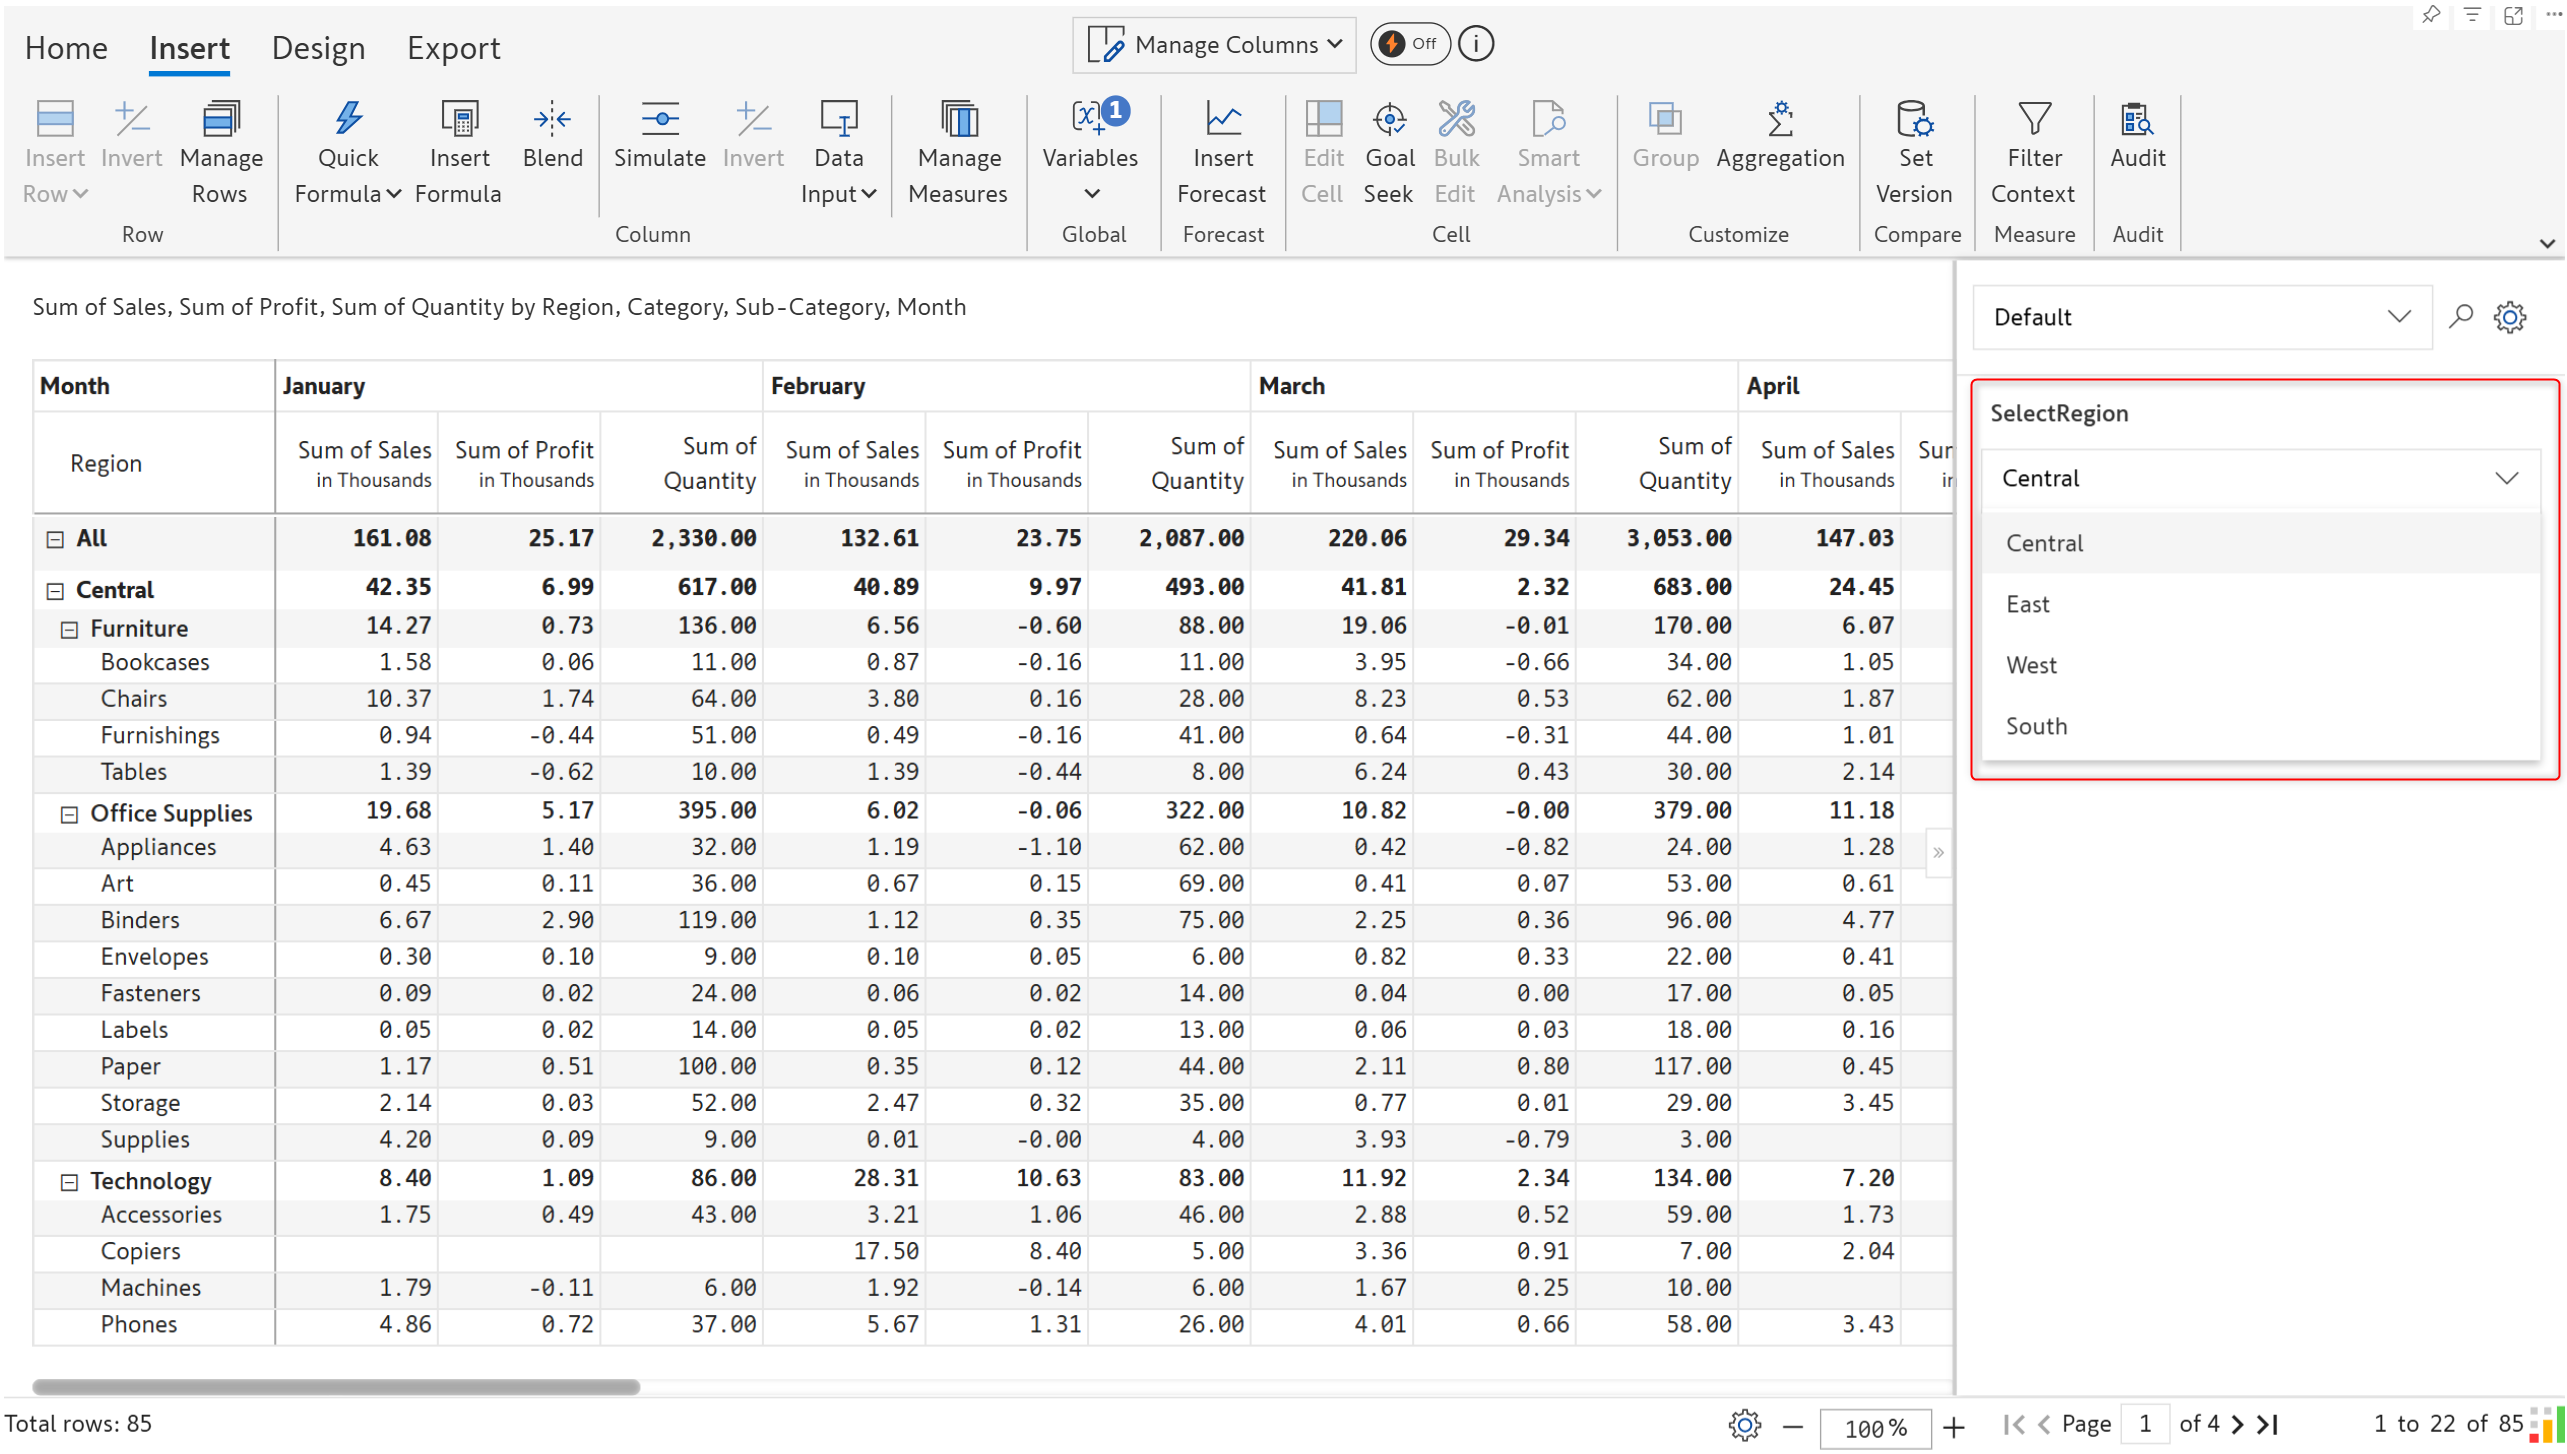 Home Insert Design Export Manage Columns Off i
Insert Row Invert Manage Rows Quick Formula Insert Formula Blend Simulate Invert Data Input Manage Measures Variables 1 Insert Forecast Edit Cell Goal Seek Bulk Edit Smart Analysis Group Aggregation Set Version Filter Context Audit
Row Column Global Forecast Cell Customize Compare Measure Audit
Sum of Sales, Sum of Profit, Sum of Quantity by Region, Category, Sub-Category, Month
Month January February March April
Region Sum of Sales in Thousands Sum of Profit in Thousands Sum of Quantity Sum of Sales in Thousands Sum of Profit in Thousands Sum of Quantity Sum of Sales in Thousands Sum of Profit in Thousands Sum of Quantity Sum of Sales in Thousands
All 161.08 25.17 2,330.00 132.61 23.75 2,087.00 220.06 29.34 3,053.00 147.03
Central 42.35 6.99 617.00 40.89 9.97 493.00 41.81 2.32 683.00 24.45
Furniture 14.27 0.73 136.00 6.56 -0.60 88.00 19.06 -0.01 170.00 6.07
Bookcases 1.58 0.06 11.00 0.87 -0.16 11.00 3.95 -0.66 34.00 1.05
Chairs 10.37 1.74 64.00 3.80 0.16 28.00 8.23 0.53 62.00 1.87
Furnishings 0.94 -0.44 51.00 0.49 -0.16 41.00 0.64 -0.31 44.00 1.01
Tables 1.39 -0.62 10.00 1.39 -0.44 8.00 6.24 0.43 30.00 2.14
Office Supplies 19.68 5.17 395.00 6.02 -0.06 322.00 10.82 -0.00 379.00 11.18
Appliances 4.63 1.40 32.00 1.19 -1.10 62.00 0.42 -0.82 24.00 1.28
Art 0.45 0.11 36.00 0.67 0.15 69.00 0.41 0.07 53.00 0.61
Binders 6.67 2.90 119.00 1.12 0.35 75.00 2.25 0.36 96.00 4.77
Envelopes 0.30 0.10 9.00 0.10 0.05 6.00 0.82 0.33 22.00 0.41
Fasteners 0.09 0.02 24.00 0.06 0.02 14.00 0.04 0.00 17.00 0.05
Labels 0.05 0.02 14.00 0.05 0.02 13.00 0.06 0.03 18.00 0.16
Paper 1.17 0.51 100.00 0.35 0.12 44.00 2.11 0.80 117.00 0.45
Storage 2.14 0.03 52.00 2.47 0.32 35.00 0.77 0.01 29.00 3.45
Supplies 4.20 0.09 9.00 0.01 -0.00 4.00 3.93 -0.79 3.00
Technology 8.40 1.09 86.00 28.31 10.63 83.00 11.92 2.34 134.00 7.20
Accessories 1.75 0.49 43.00 3.21 1.06 46.00 2.88 0.52 59.00 1.73
Copiers 17.50 8.40 5.00 3.36 0.91 7.00 2.04
Machines 1.79 -0.11 6.00 1.92 -0.14 6.00 1.67 0.25 10.00
Phones 4.86 0.72 37.00 5.67 1.31 26.00 4.01 0.66 58.00 3.43
Default
SelectRegion
Central
Central
East
West
South
Total rows: 85 100% Page 1 of 4 1 to 22 of 85